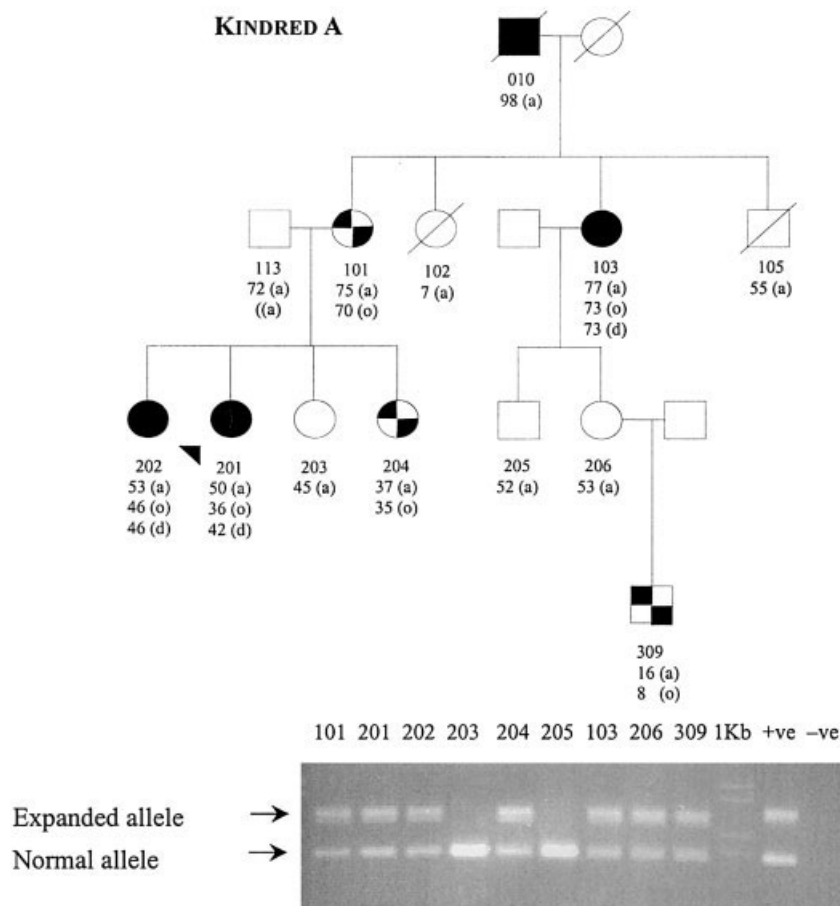 KINDRED A
010
98 (a)
113
72 (a)
((a)
101
75 (a)
70 (o)
102
7 (a)
103
77 (a)
73 (o)
73 (d)
105
55 (a)
202
53 (a)
46 (o)
46 (d)
201
50 (a)
36 (o)
42 (d)
203
45 (a)
204
37 (a)
35 (o)
205
52 (a)
206
53 (a)
309
16 (a)
8 (o)
101 201 202 203 204 205 103 206 309 1Kb +ve –ve
Expanded allele
Normal allele